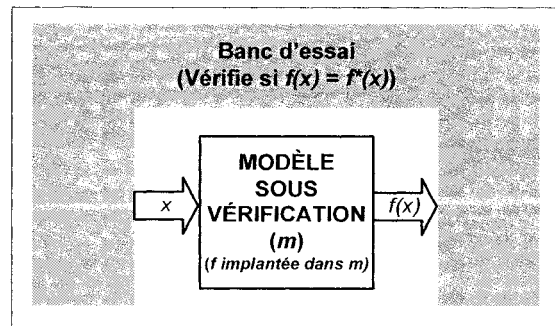 Banc d'essai
(Vérifie si f(x) = f*(x))
MODÈLE
SOUS
VÉRIFICATION
(m)
(f implantée dans m)
x
f(x)